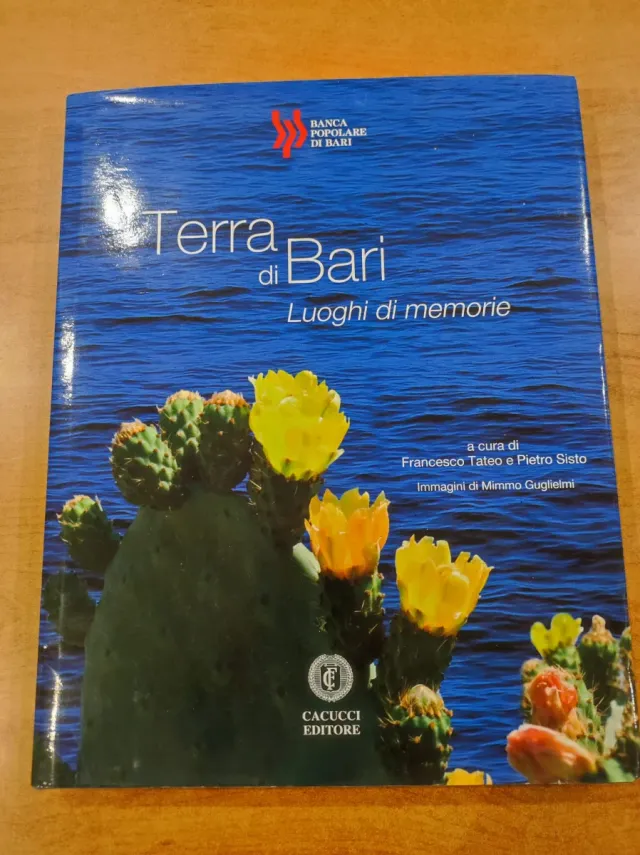 BANCA
POPOLARE
DI BARI
Terra
di Bari
Luoghi di memorie
a cura di
Francesco Tateo e Pietro Sisto
Immagini di Mimmo Guglielmi
CACUCCI
EDITORE